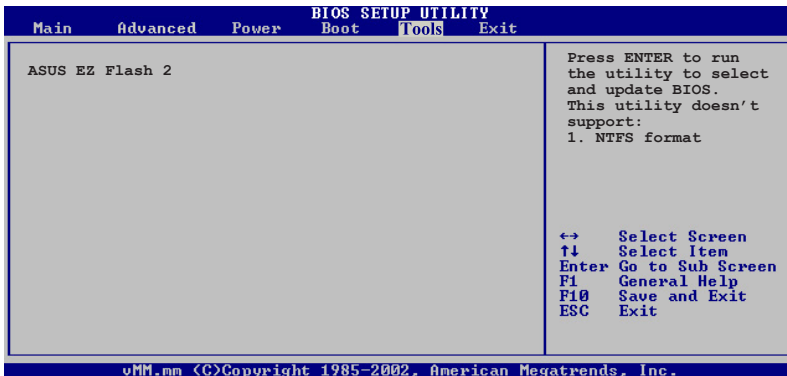 BIOS SETUP UTILITY
Main Advanced Power Boot Tools Exit
ASUS EZ Flash 2
Press ENTER to run
the utility to select
and update BIOS.
This utility doesn't
support:
1. NTFS format
↔ Select Screen
↑↓ Select Item
Enter Go to Sub Screen
F1 General Help
F10 Save and Exit
ESC Exit
vMM.mm (C)Copyright 1985-2002, American Megatrends, Inc.